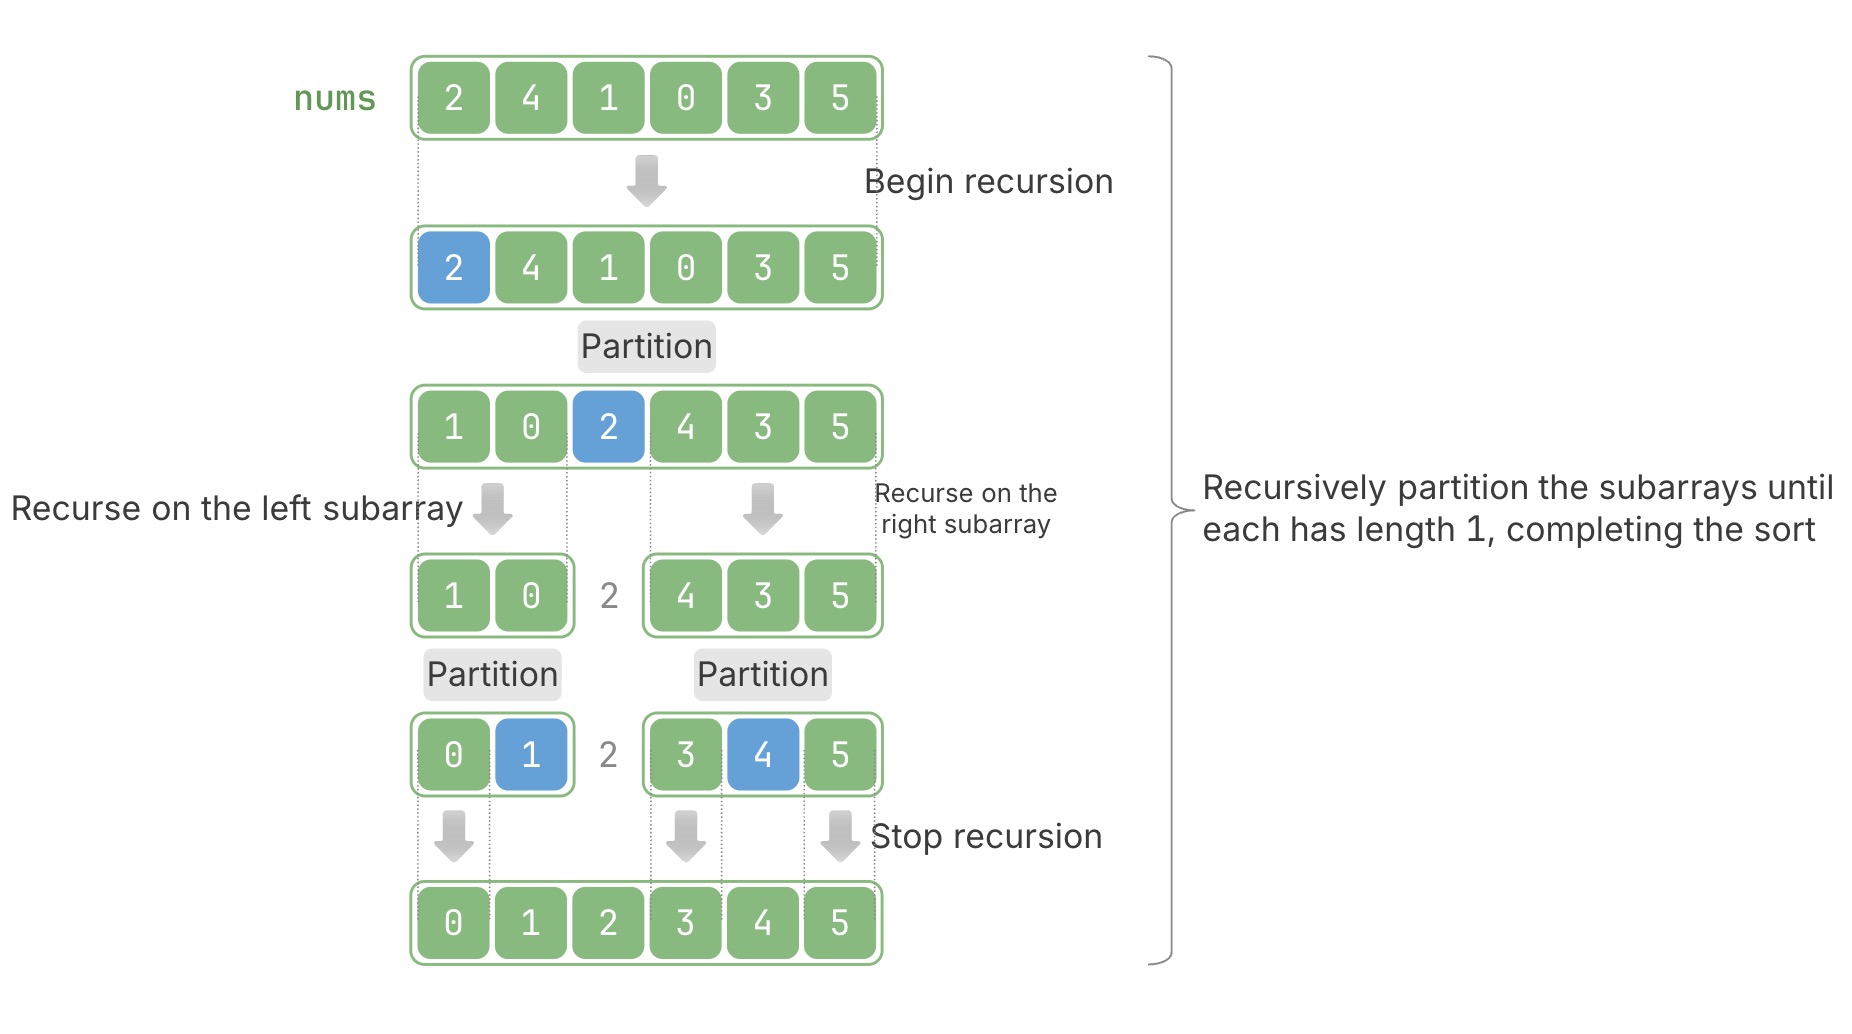 nums 2 4 1 0 3 5
Begin recursion
2 4 1 0 3 5
Partition
1 0 2 4 3 5
Recurse on the left subarray
Recurse on the
right subarray
1 0 2 4 3 5
Partition Partition
0 1 2 3 4 5
Stop recursion
0 1 2 3 4 5
Recursively partition the subarrays until
each has length 1, completing the sort